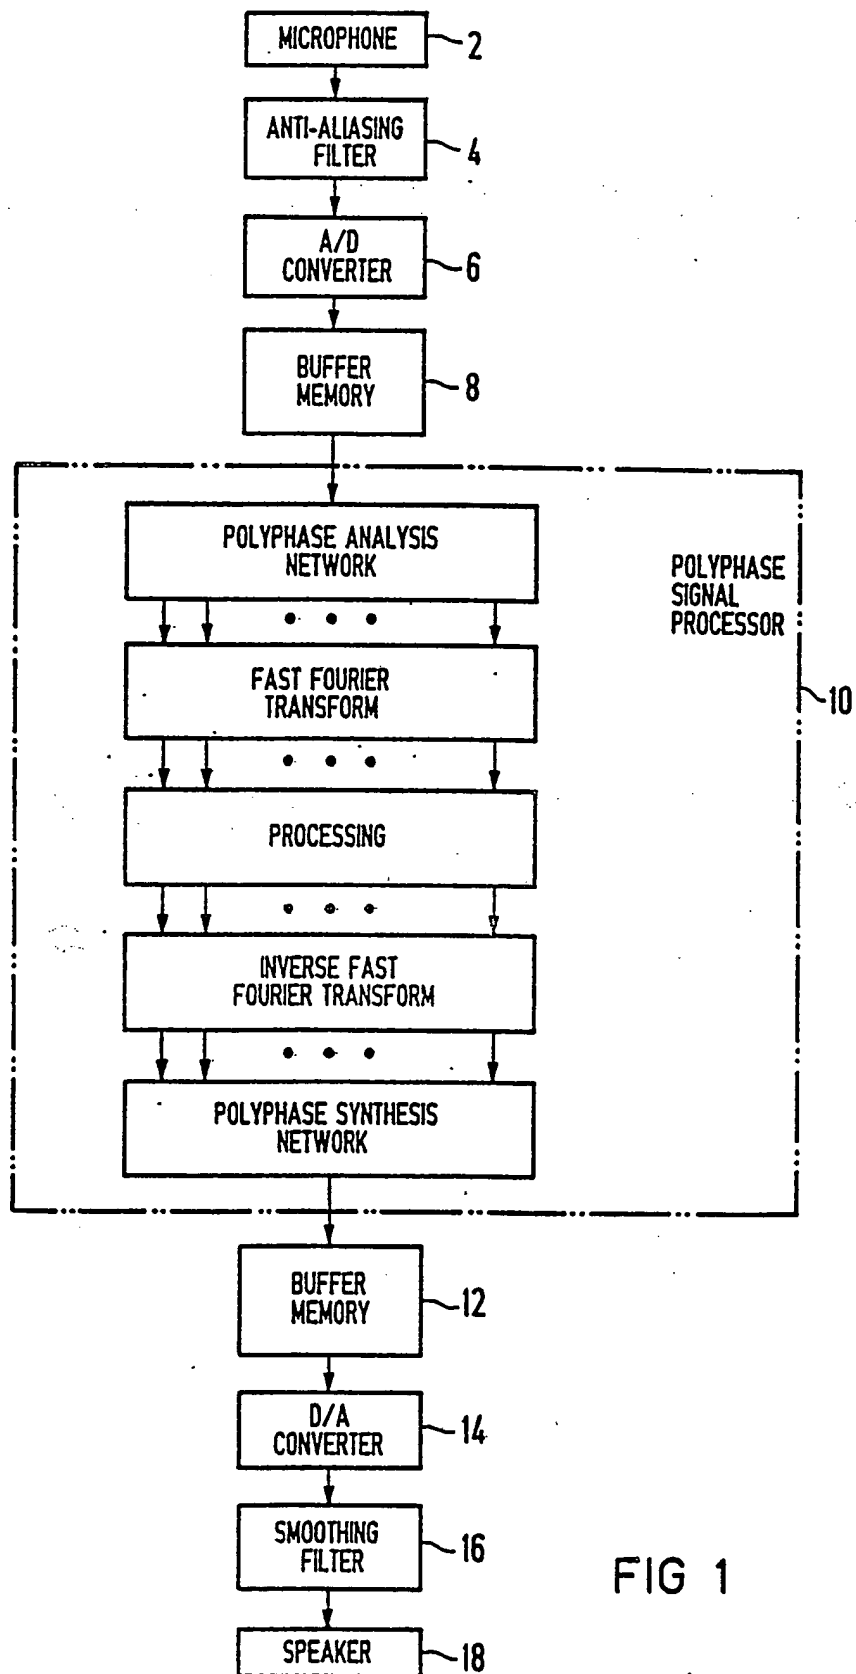 MICROPHONE
2
ANTI-ALIASING
FILTER
4
A/D
CONVERTER
6
BUFFER
MEMORY
8
POLYPHASE ANALYSIS
NETWORK
POLYPHASE
SIGNAL
PROCESSOR
FAST FOURIER
TRANSFORM
10
PROCESSING
INVERSE FAST
FOURIER TRANSFORM
POLYPHASE SYNTHESIS
NETWORK
BUFFER
MEMORY
12
D/A
CONVERTER
14
SMOOTHING
FILTER
16
FIG 1
SPEAKER
18